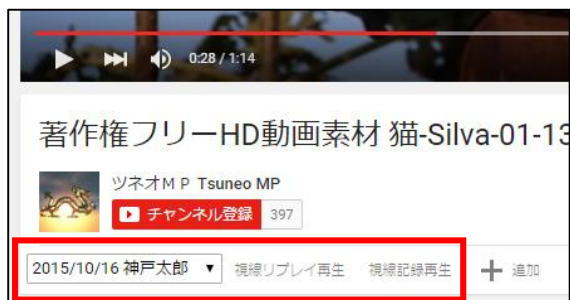 0:28 / 1:14
著作権フリーHD動画素材 猫-Silva-01-13
ツネオＭＰ Tsuneo MP
チャンネル登録 397
2015/10/16 神戸太郎 ▼ 視線リプレイ再生 視線記録再生 ＋ 追加